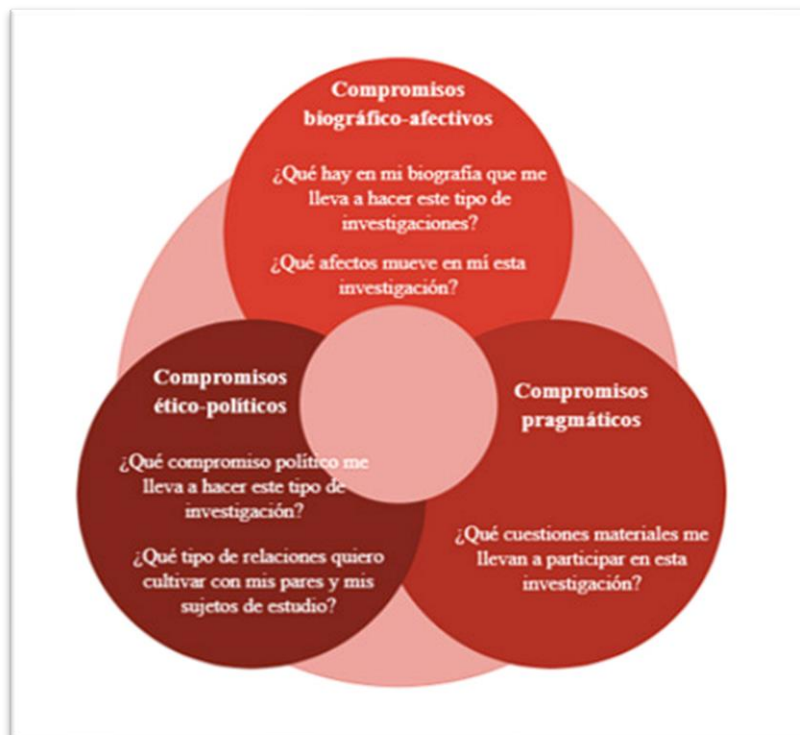 Compromisos
biográfico-afectivos
¿Qué hay en mi biografía que me
lleva a hacer este tipo de
investigaciones?
¿Qué afectos mueve en mí esta
investigación?
Compromisos
ético-políticos
¿Qué compromiso político me
lleva a hacer este tipo de
investigación?
¿Qué tipo de relaciones quiero
cultivar con mis pares y mis
sujetos de estudio?
Compromisos
pragmáticos
¿Qué cuestiones materiales me
llevan a participar en esta
investigación?